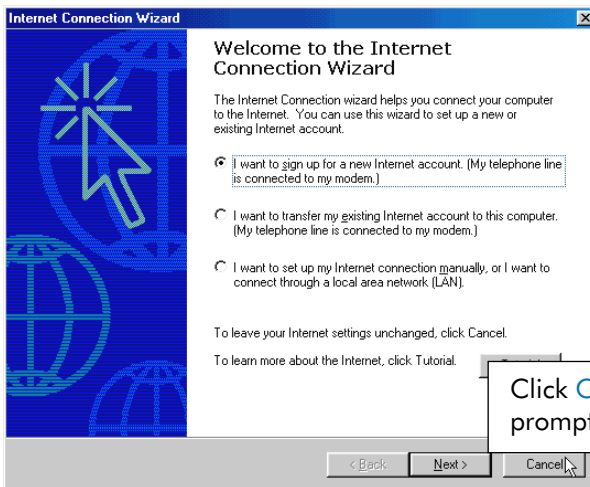 Internet Connection Wizard
Welcome to the Internet
Connection Wizard
The Internet Connection wizard helps you connect your computer
to the Internet. You can use this wizard to set up a new or
existing Internet account.
I want to sign up for a new Internet account. (My telephone line
is connected to my modem.)
I want to transfer my existing Internet account to this computer.
(My telephone line is connected to my modem.)
I want to set up my Internet connection manually, or I want to
connect through a local area network (LAN).
To leave your Internet settings unchanged, click Cancel.
To learn more about the Internet, click Tutorial.
Click
< Back Next > Cancel